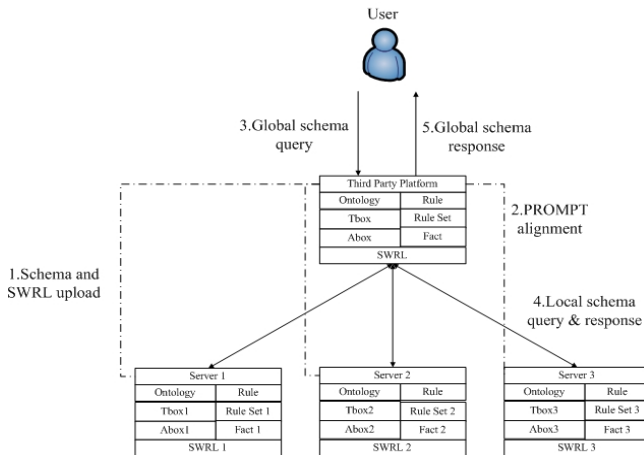 User
3.Global schema
query
5.Global schema
response
Third Party Platform
Ontology Rule
Tbox Rule Set
Abox Fact
SWRL
2.PROMPT
alignment
1.Schema and
SWRL upload
4.Local schema
query & response
Server 1
Ontology Rule
Tbox1 Rule Set 1
Abox1 Fact 1
SWRL 1
Server 2
Ontology Rule
Tbox2 Rule Set 2
Abox2 Fact 2
SWRL 2
Server 3
Ontology Rule
Tbox3 Rule Set 3
Abox3 Fact 3
SWRL 3